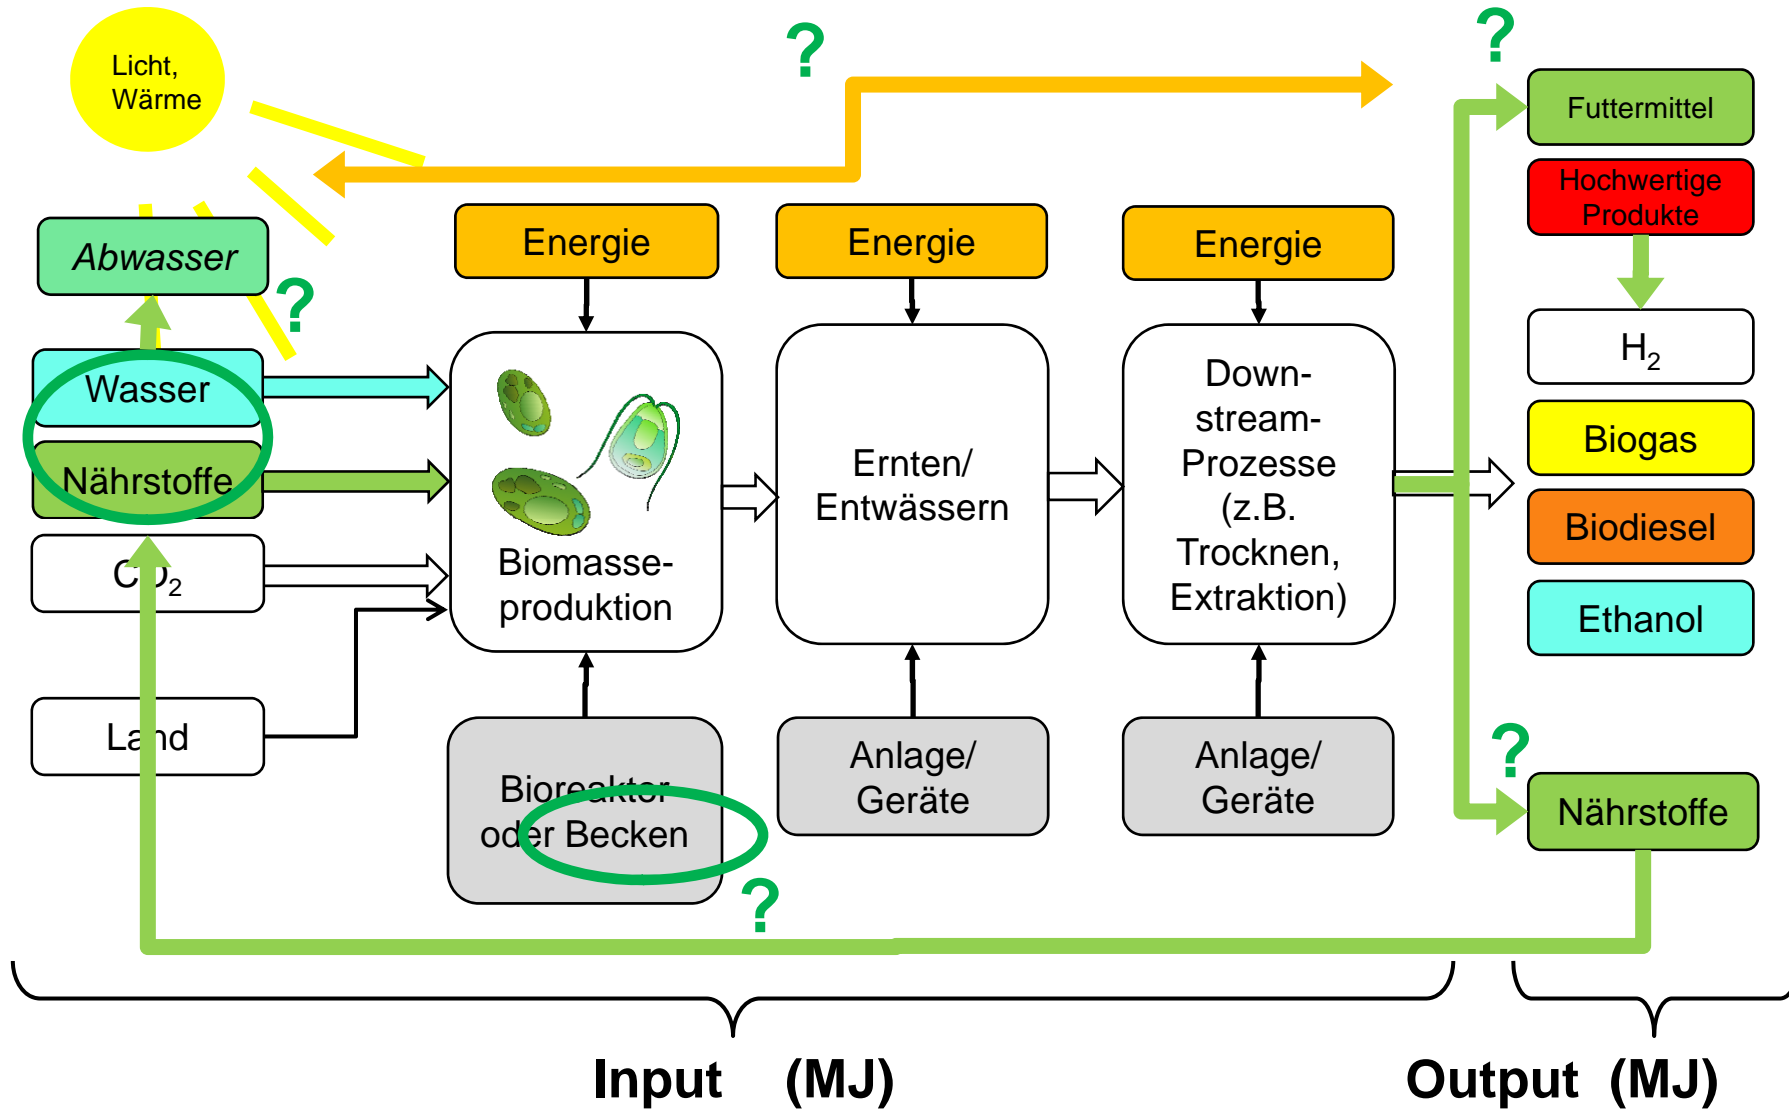 ?
?
Licht,
Wärme
Futtermittel
Hochwertige
Produkte
Abwasser
Energie
Energie
Energie
?
H₂
Wasser
Nährstoffe
CO₂
Land
Biomasse-
produktion
Ernten/
Entwässern
Down-
stream-
Prozesse
(z.B.
Trocknen,
Extraktion)
Biogas
Biodiesel
Ethanol
Bioreaktor
oder Becken
Anlage/
Geräte
Anlage/
Geräte
?
Nährstoffe
?
Input (MJ)
Output (MJ)